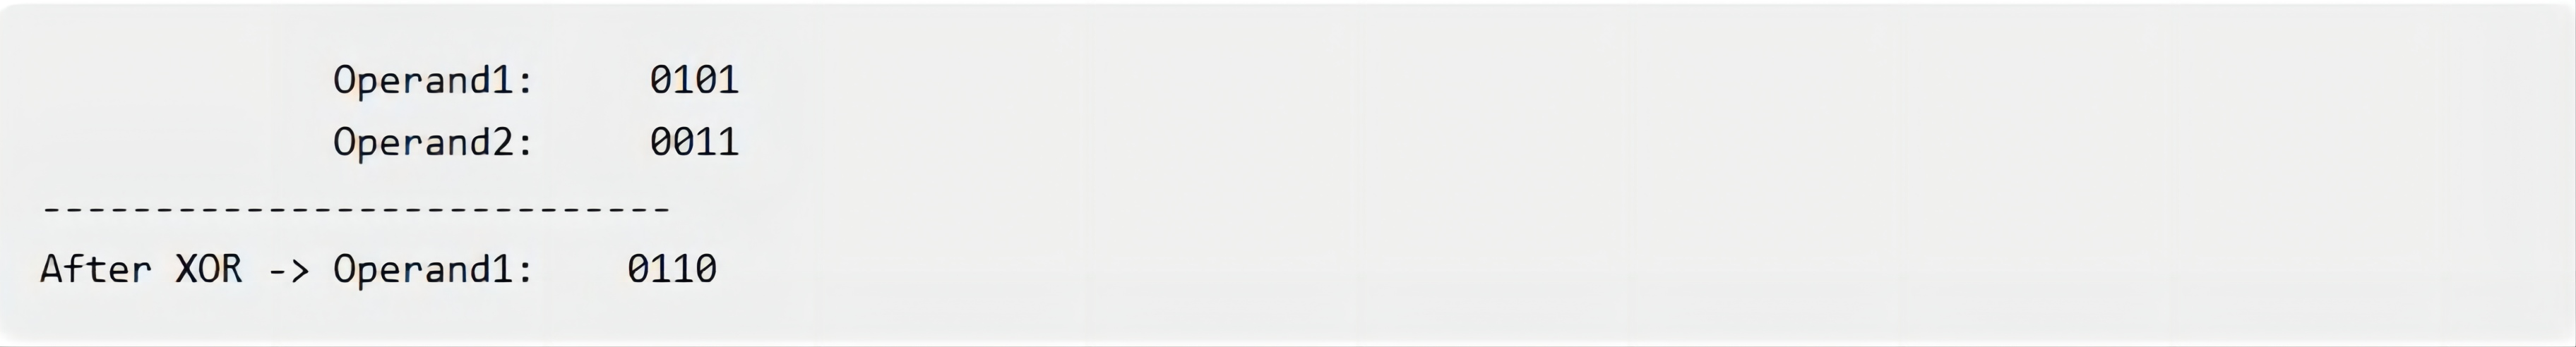 Operand1:     0101
Operand2:     0011
----------------------------
After XOR -> Operand1:    0110